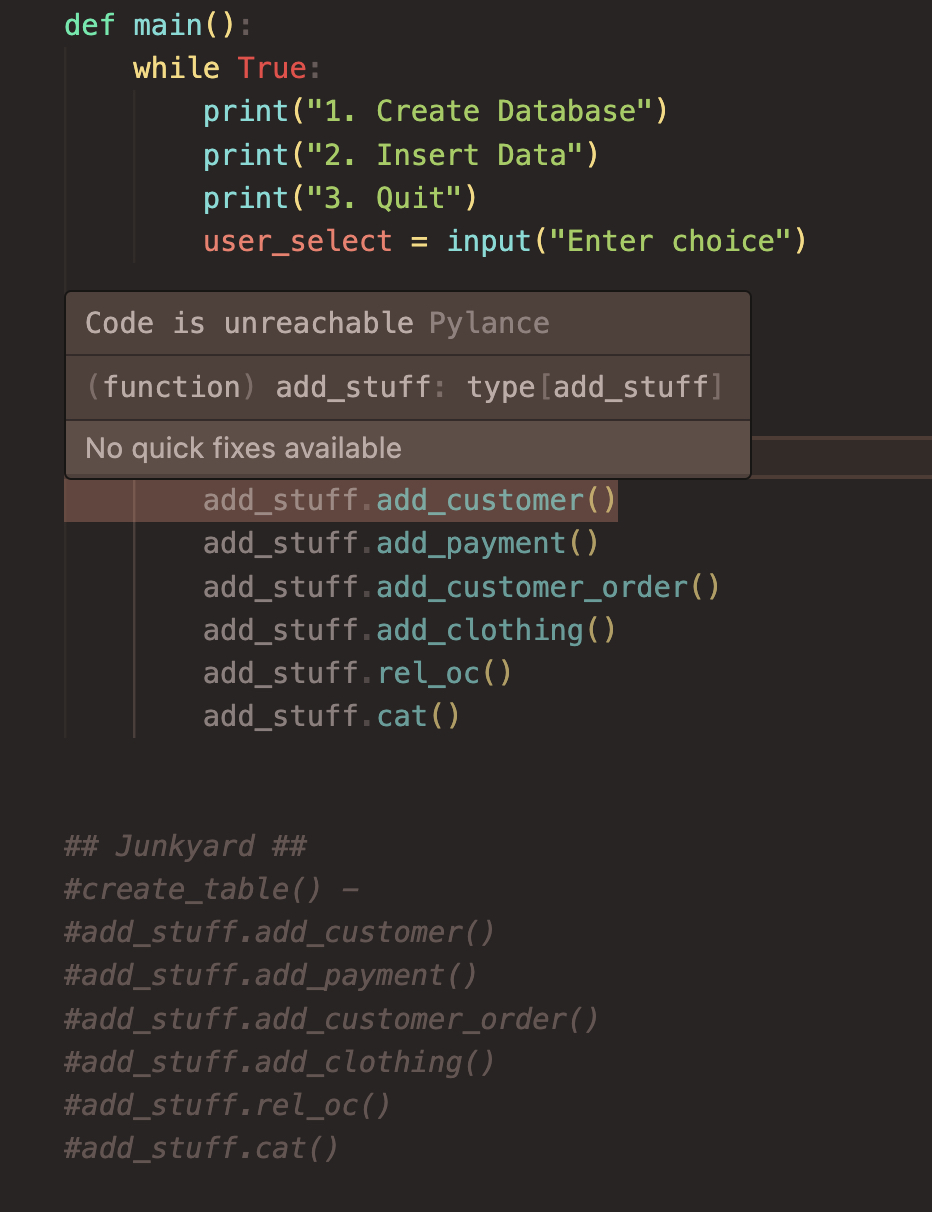 def main():
while True:
print("1. Create Database")
print("2. Insert Data")
print("3. Quit")
user_select = input("Enter choice")
Code is unreachable Pylance
(function) add_stuff: type[add_stuff]
No quick fixes available
add_stuff.add_customer()
add_stuff.add_payment()
add_stuff.add_customer_order()
add_stuff.add_clothing()
add_stuff.rel_oc()
add_stuff.cat()
## Junkyard ##
#create_table() -
#add_stuff.add_customer()
#add_stuff.add_payment()
#add_stuff.add_customer_order()
#add_stuff.add_clothing()
#add_stuff.rel_oc()
#add_stuff.cat()